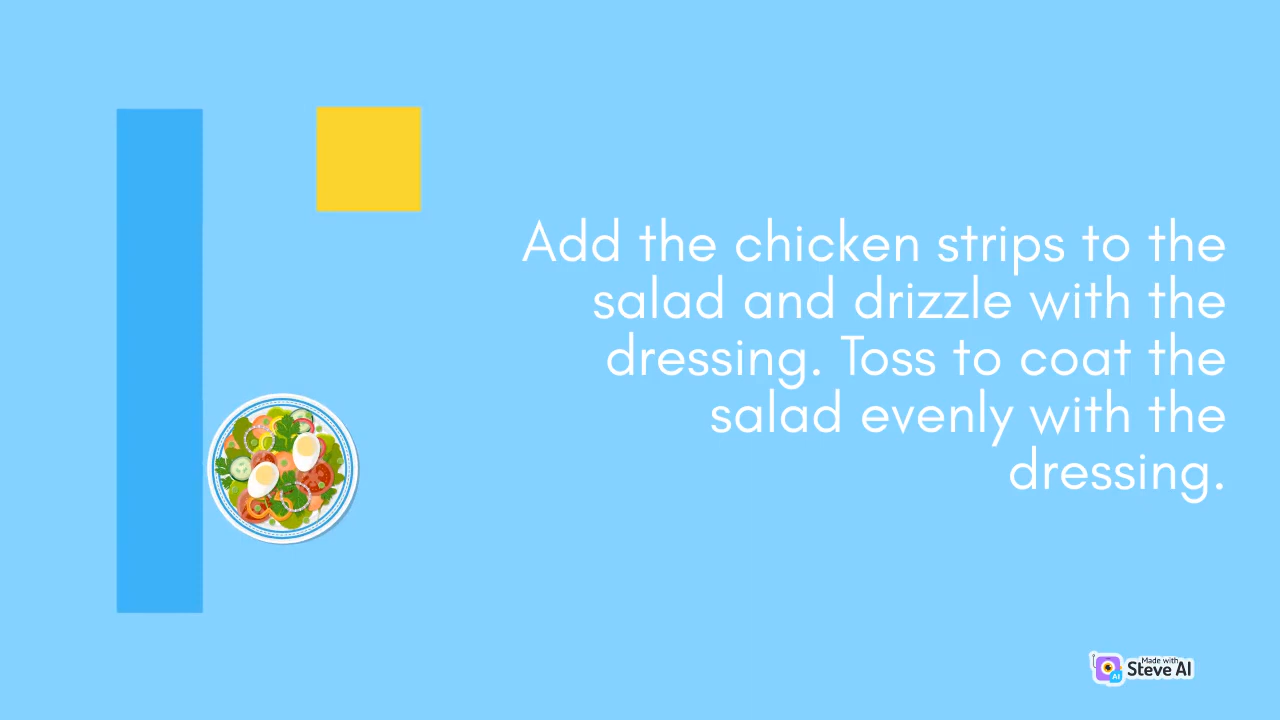 Add the chicken strips to the
salad and drizzle with the
dressing. Toss to coat the
salad evenly with the
dressing.
Made with
Steve AI
AI